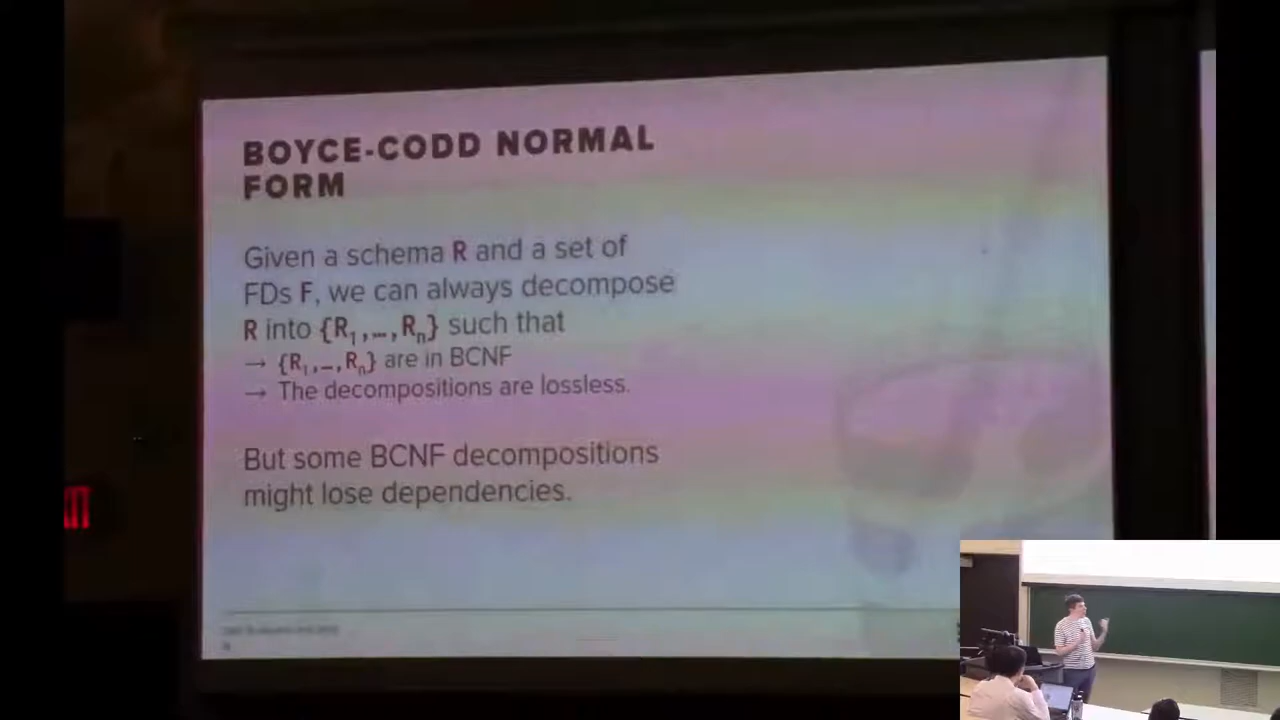 BOYCE-CODD NORMAL
FORM
Given a schema R and a set of
FDs F, we can always decompose
R into {R₁,…,Rₙ} such that
→ {R₁,…,Rₙ} are in BCNF
→ The decompositions are lossless.
But some BCNF decompositions
might lose dependencies.